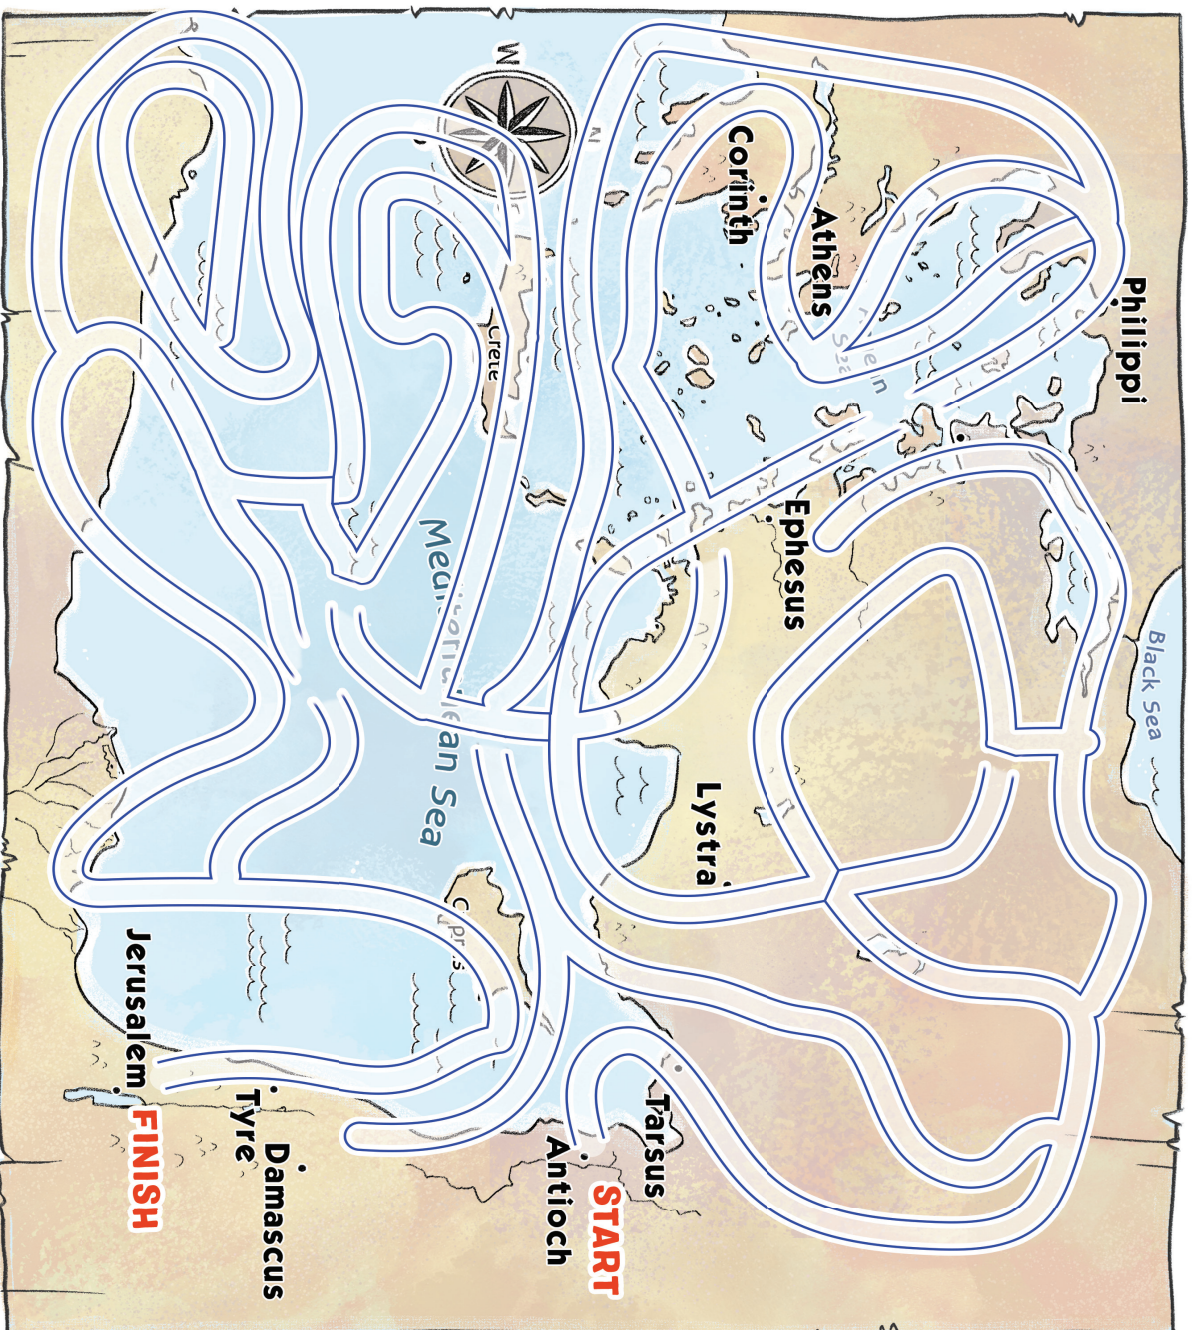 W
N
Black Sea
Philippi
Athens
Corinth
Ephesus
Crete
Lystra
Mediterranean Sea
Tarsus
START
Antioch
Damascus
Tyre
Jerusalem
FINISH